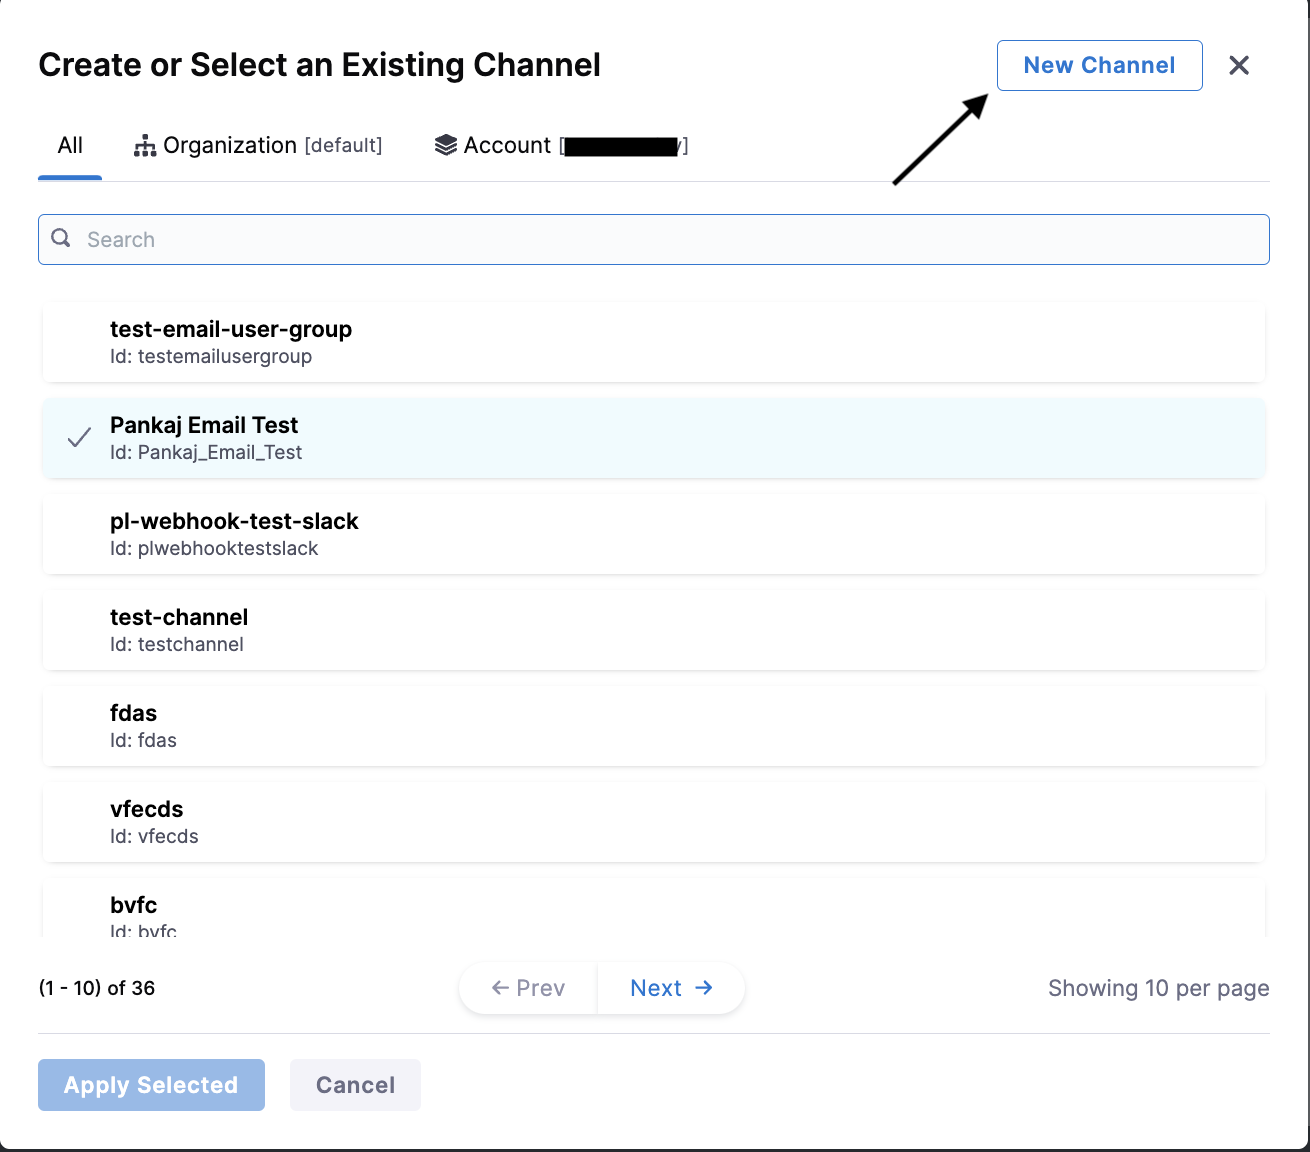 Create or Select an Existing Channel
New Channel
All
Organization [default]
Account [ ]
Search
test-email-user-group
Id: testemailusergroup
Pankaj Email Test
Id: Pankaj_Email_Test
pl-webhook-test-slack
Id: plwebhooktestslack
test-channel
Id: testchannel
fdas
Id: fdas
vfecds
Id: vfecds
bvfc
Id: bvfc
(1 - 10) of 36
← Prev
Next →
Showing 10 per page
Apply Selected
Cancel